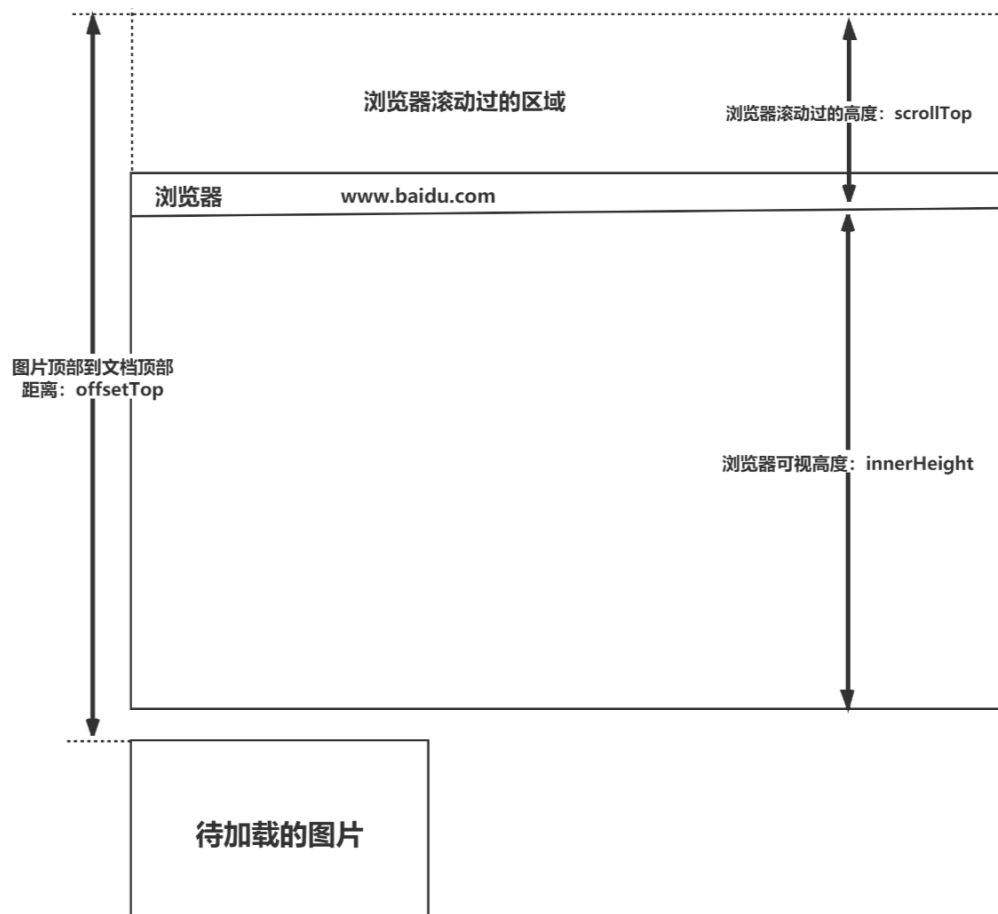 浏览器滚动过的区域
浏览器滚动过的高度：scrollTop
浏览器
www.baidu.com
图片顶部到文档顶部
距离：offsetTop
浏览器可视高度：innerHeight
待加载的图片